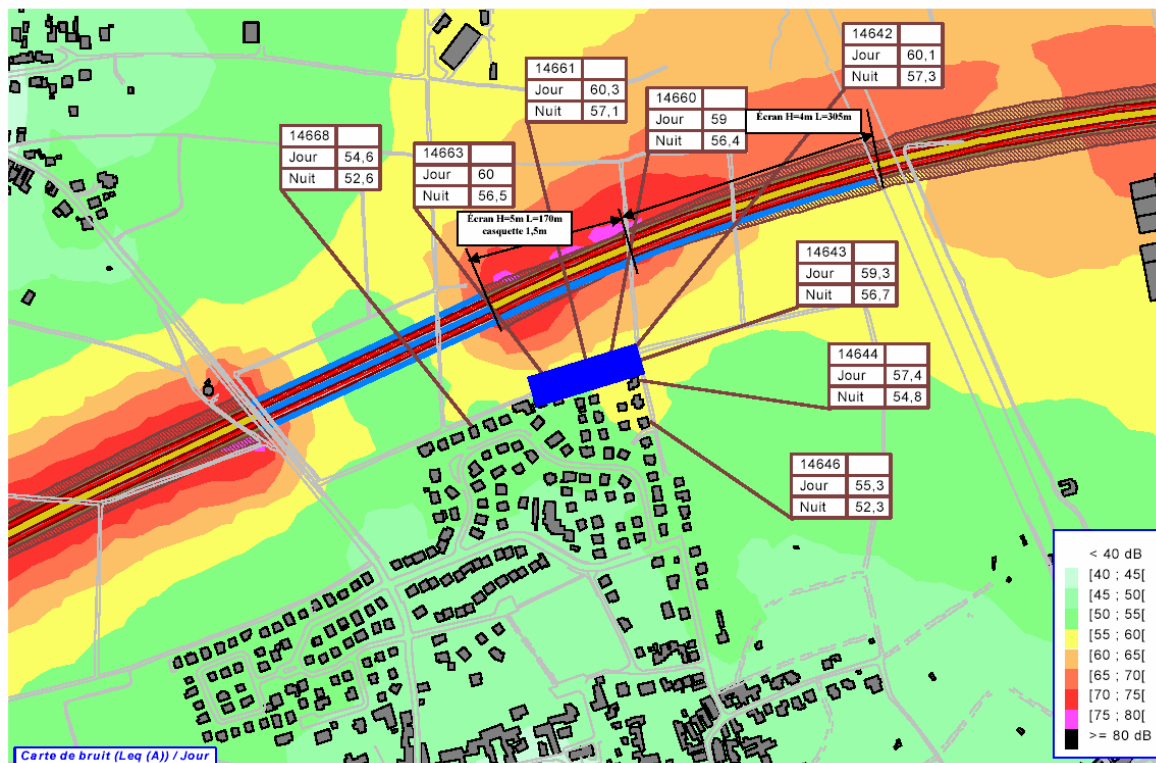 14642
Jour 60,1
Nuit 57,3
14661
Jour 60,3
Nuit 57,1
14660
Jour 59
Nuit 56,4
Écran H=4m L=305m
14668
Jour 54,6
Nuit 52,6
14663
Jour 60
Nuit 56,5
Écran H=5m L=170m
casquette 1,5m
14643
Jour 59,3
Nuit 56,7
14644
Jour 57,4
Nuit 54,8
14646
Jour 55,3
Nuit 52,3
< 40 dB
[40 ; 45[
[45 ; 50[
[50 ; 55[
[55 ; 60[
[60 ; 65[
[65 ; 70[
[70 ; 75[
[75 ; 80[
>= 80 dB
Carte de bruit (Leq (A)) / Jour